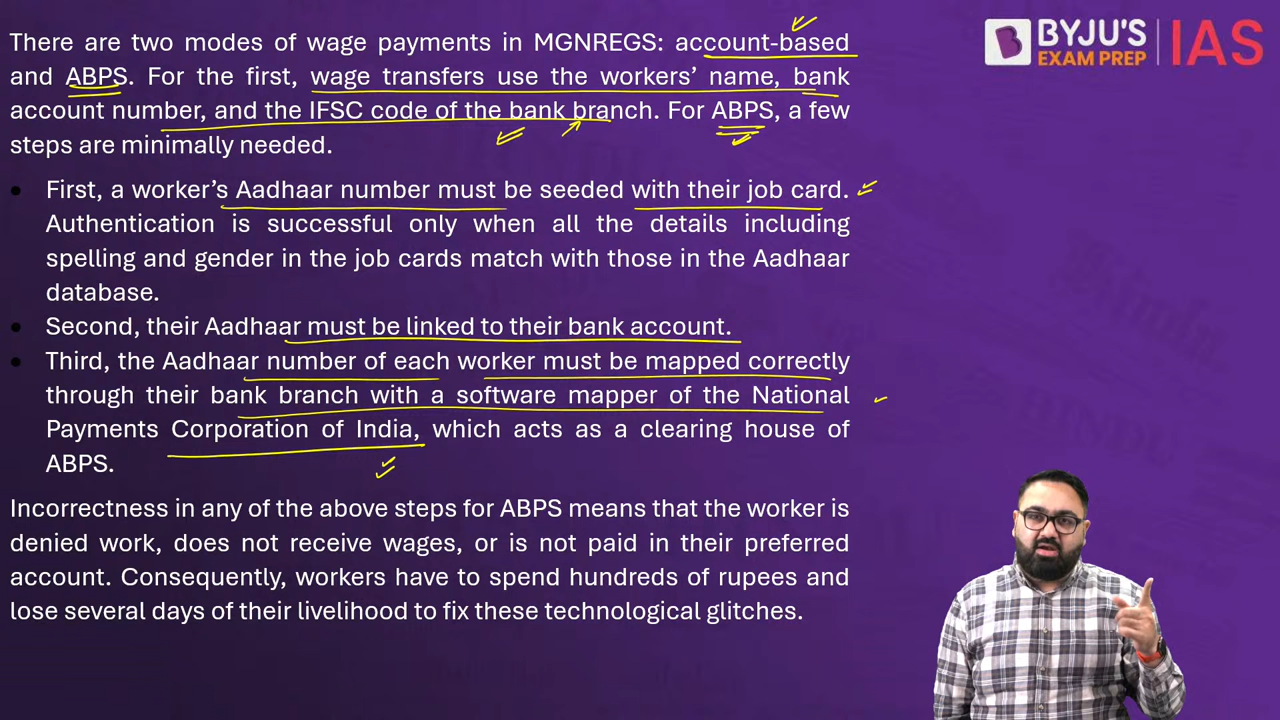 There are two modes of wage payments in MGNREGS: account-based
and ABPS. For the first, wage transfers use the workers’ name, bank
account number, and the IFSC code of the bank branch. For ABPS, a few
steps are minimally needed.
• First, a worker’s Aadhaar number must be seeded with their job card.
Authentication is successful only when all the details including
spelling and gender in the job cards match with those in the Aadhaar
database.
• Second, their Aadhaar must be linked to their bank account.
• Third, the Aadhaar number of each worker must be mapped correctly
through their bank branch with a software mapper of the National
Payments Corporation of India, which acts as a clearing house of
ABPS.
Incorrectness in any of the above steps for ABPS means that the worker is
denied work, does not receive wages, or is not paid in their preferred
account. Consequently, workers have to spend hundreds of rupees and
lose several days of their livelihood to fix these technological glitches.
BYJU'S
EXAM PREP
IAS